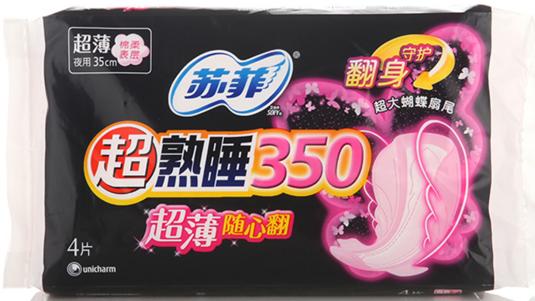 超薄
夜用35cm
棉柔
表层
苏菲
SOFY
翻身
守护
超大蝴蝶扇尾
超熟睡350
超薄随心翻
4片
unicharm